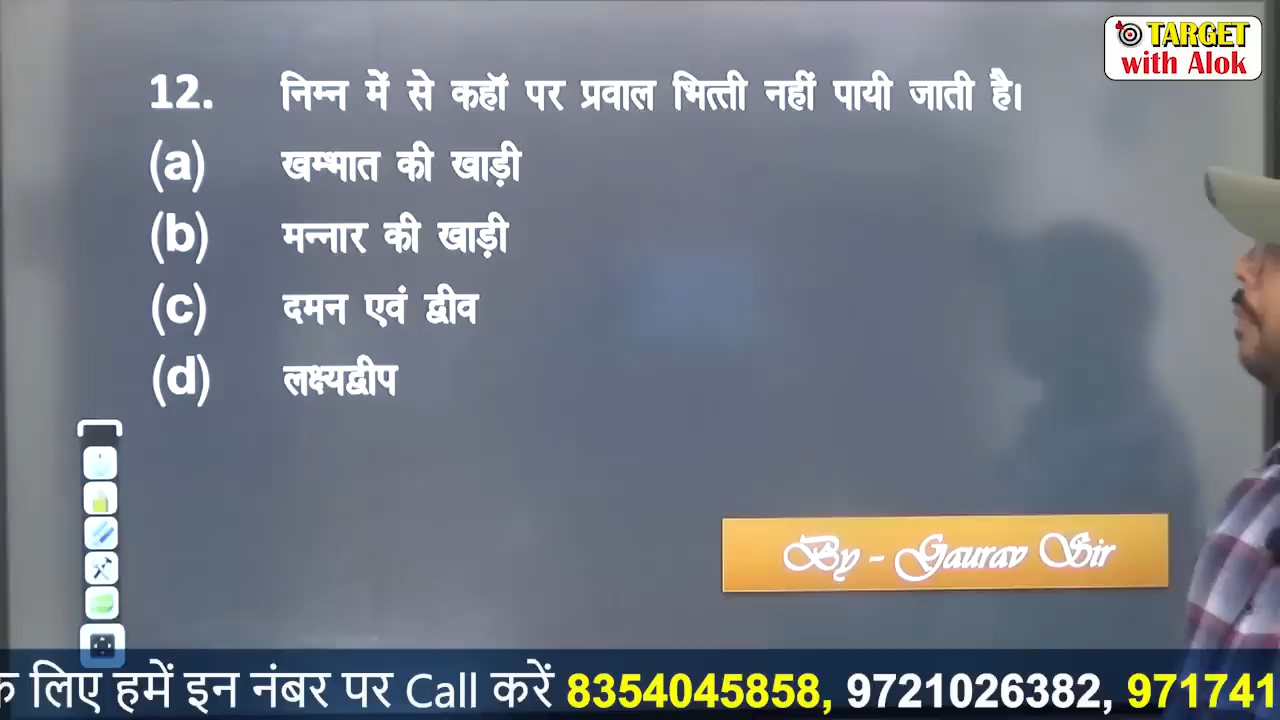 TARGET
with Alok
12. निम्न में से कहॉ पर प्रवाल भित्ती नहीं पायी जाती है।
(a) खम्भात की खाड़ी
(b) मन्नार की खाड़ी
(c) दमन एवं द्वीव
(d) लक्ष्यद्वीप
By - Gaurav Sir
के लिए हमें इन नंबर पर Call करें 8354045858, 9721026382, 971741